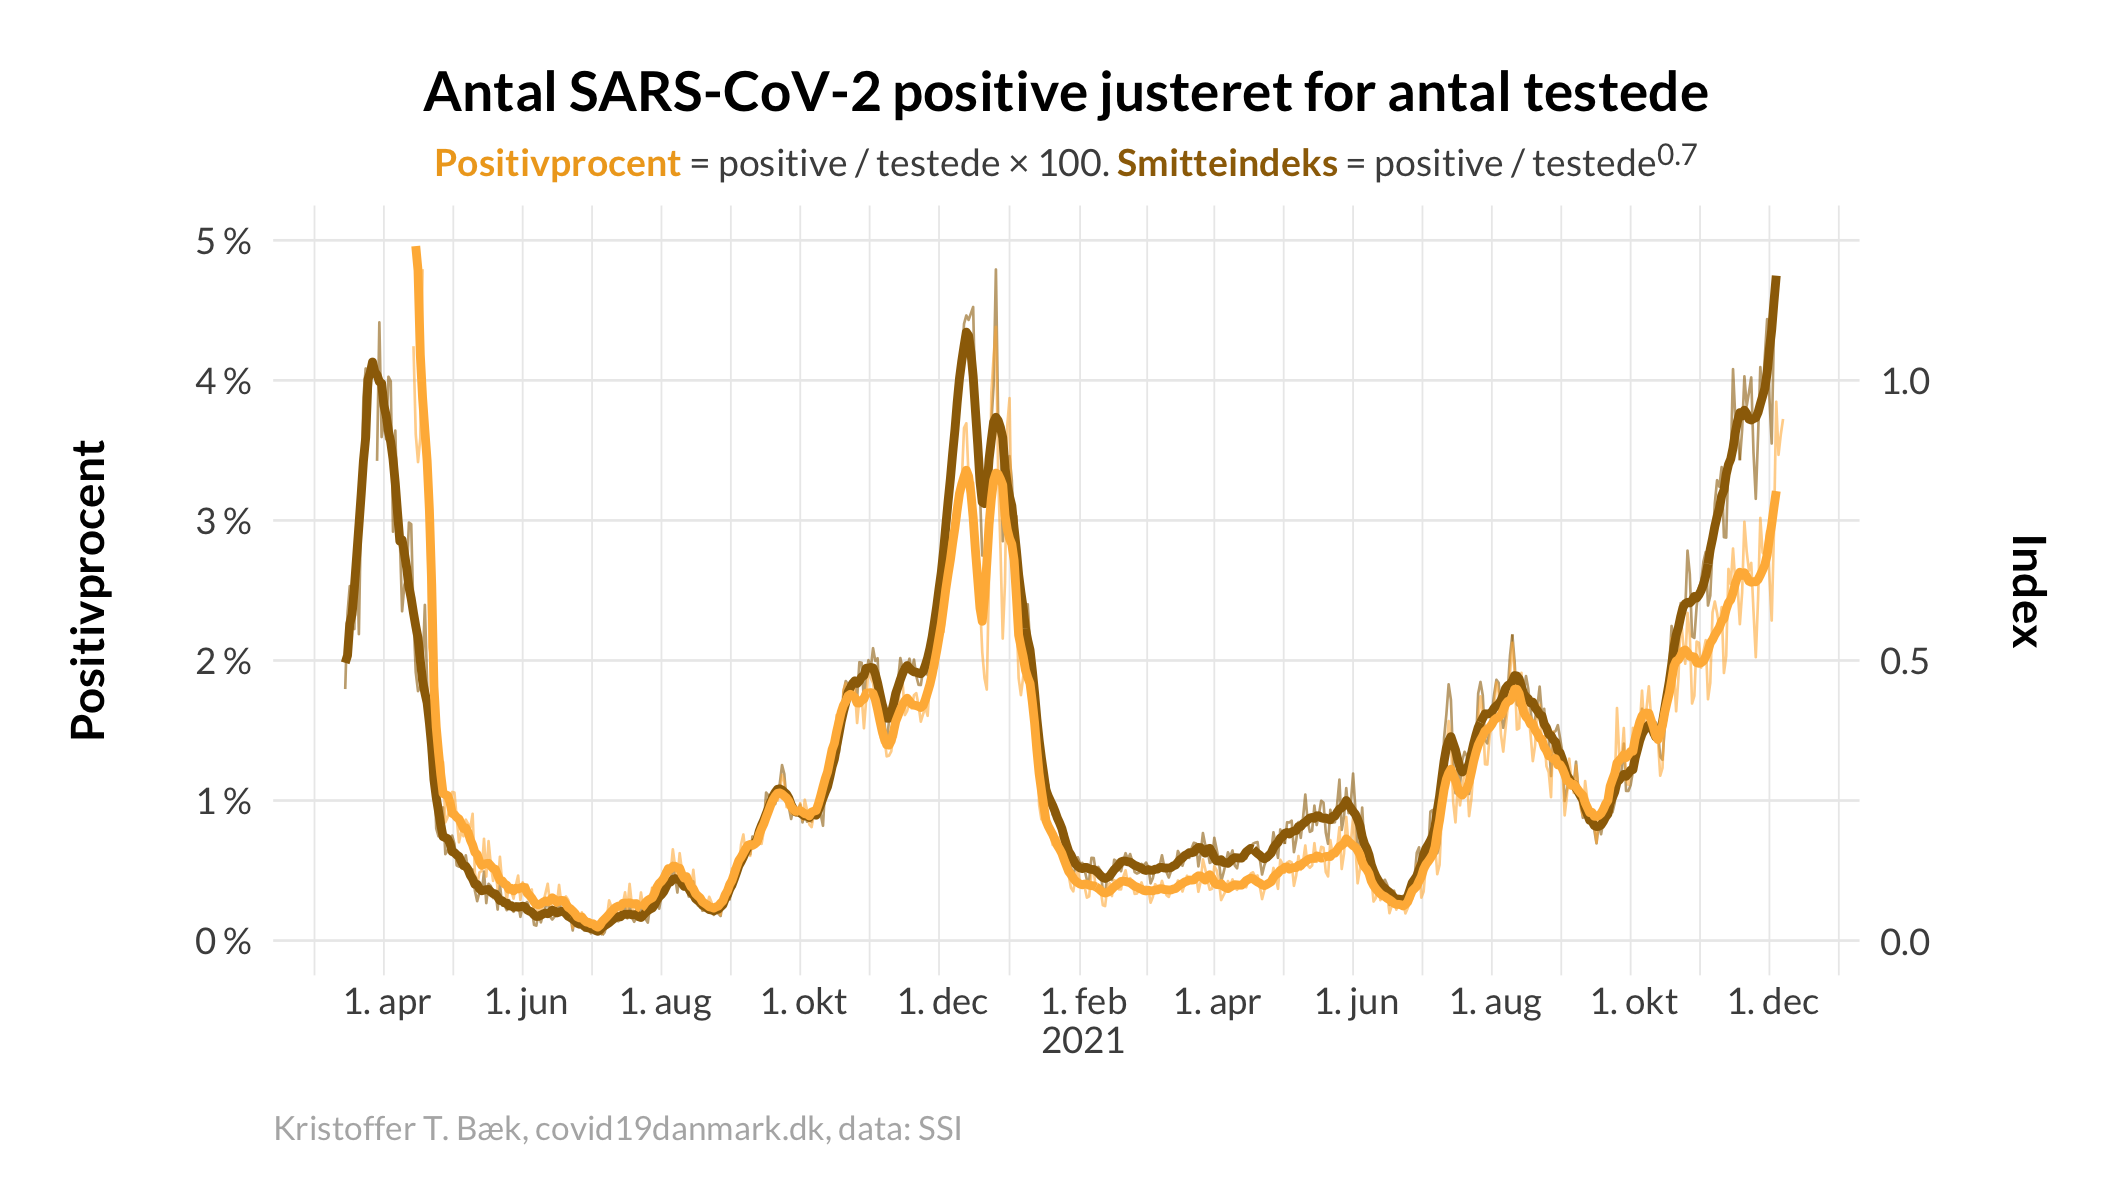 Antal SARS-CoV-2 positive justeret for antal testede
Positivprocent = positive / testede × 100. Smitteindeks = positive / testede^0.7
Positivprocent
5 %
4 %
3 %
2 %
1 %
0 %
1.0
0.5
0.0
Index
1. apr 1. jun 1. aug 1. okt 1. dec 1. feb 1. apr 1. jun 1. aug 1. okt 1. dec
2021
Kristoffer T. Bæk, covid19danmark.dk, data: SSI